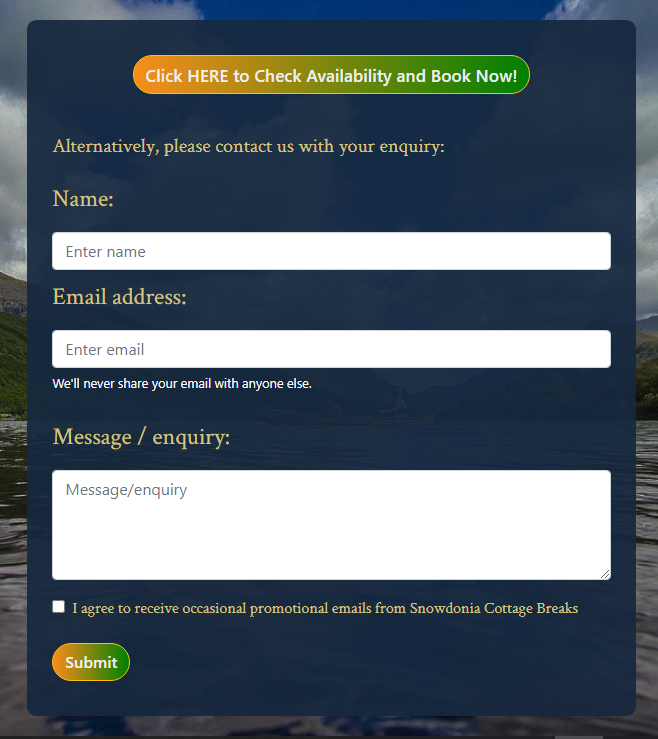 Click HERE to Check Availability and Book Now!
Alternatively, please contact us with your enquiry:
Name:
Enter name
Email address:
Enter email
We'll never share your email with anyone else.
Message / enquiry:
Message/enquiry
I agree to receive occasional promotional emails from Snowdonia Cottage Breaks
Submit